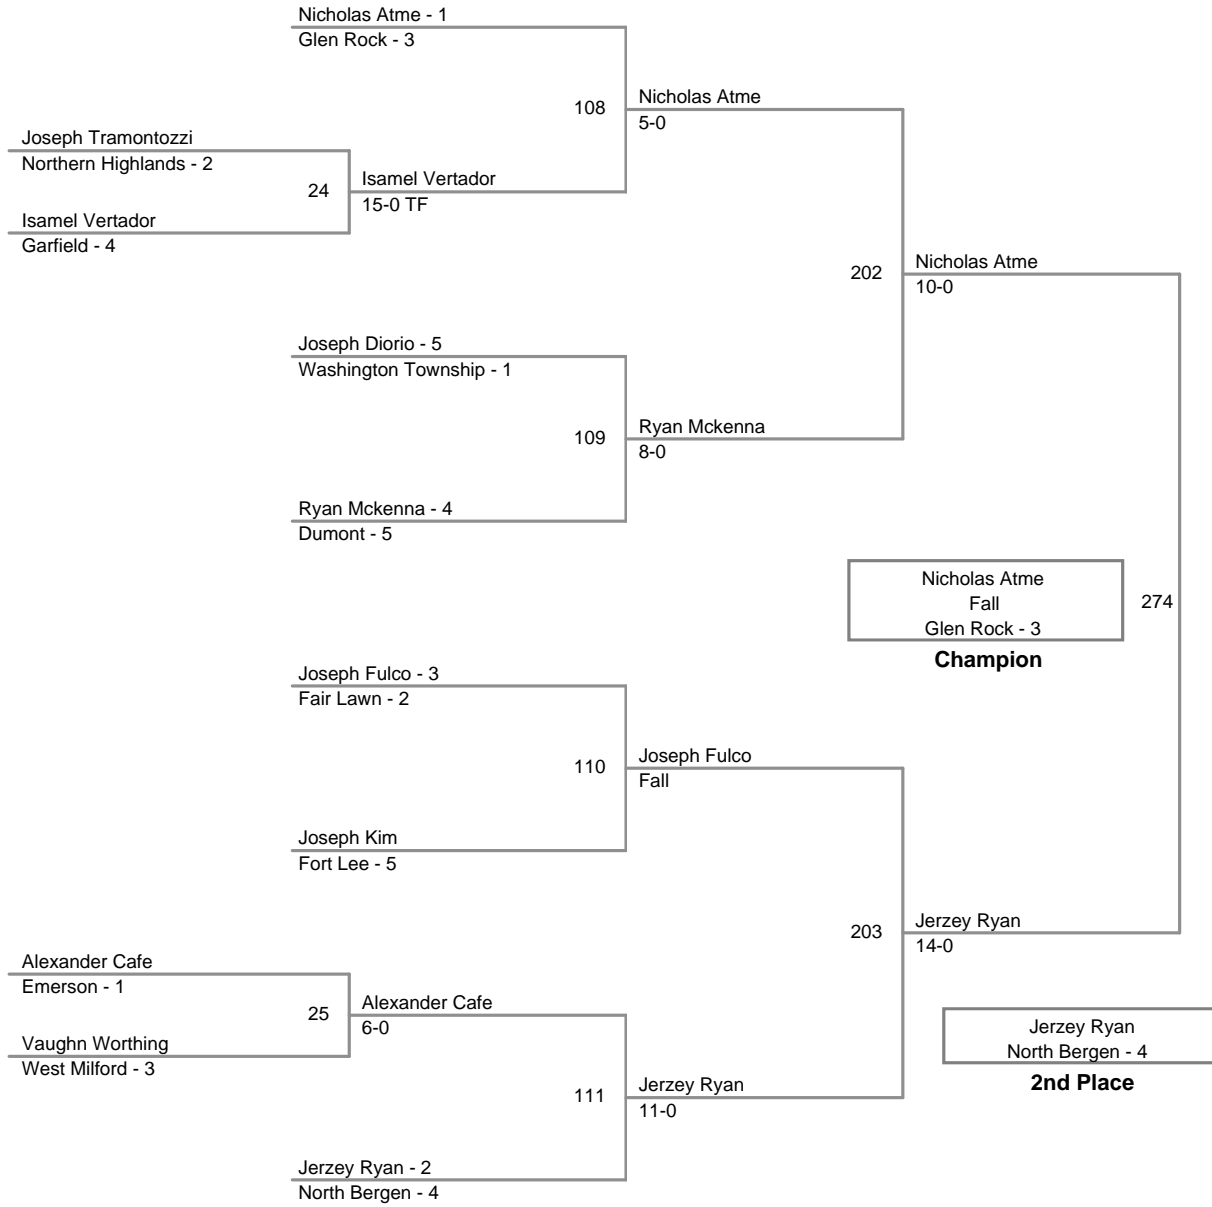 Nicholas Atme - 1
Glen Rock - 3
108
Nicholas Atme
5-0
Joseph Tramontozzi
Northern Highlands - 2
24
Isamel Vertador
15-0 TF
Isamel Vertador
Garfield - 4
202
Nicholas Atme
10-0
Joseph Diorio - 5
Washington Township - 1
109
Ryan Mckenna
8-0
Ryan Mckenna - 4
Dumont - 5
Nicholas Atme
Fall
Glen Rock - 3
Champion
274
Joseph Fulco - 3
Fair Lawn - 2
110
Joseph Fulco
Fall
Joseph Kim
Fort Lee - 5
203
Jerzey Ryan
14-0
Alexander Cafe
Emerson - 1
25
Alexander Cafe
6-0
Vaughn Worthing
West Milford - 3
Jerzey Ryan
North Bergen - 4
2nd Place
111
Jerzey Ryan
11-0
Jerzey Ryan - 2
North Bergen - 4